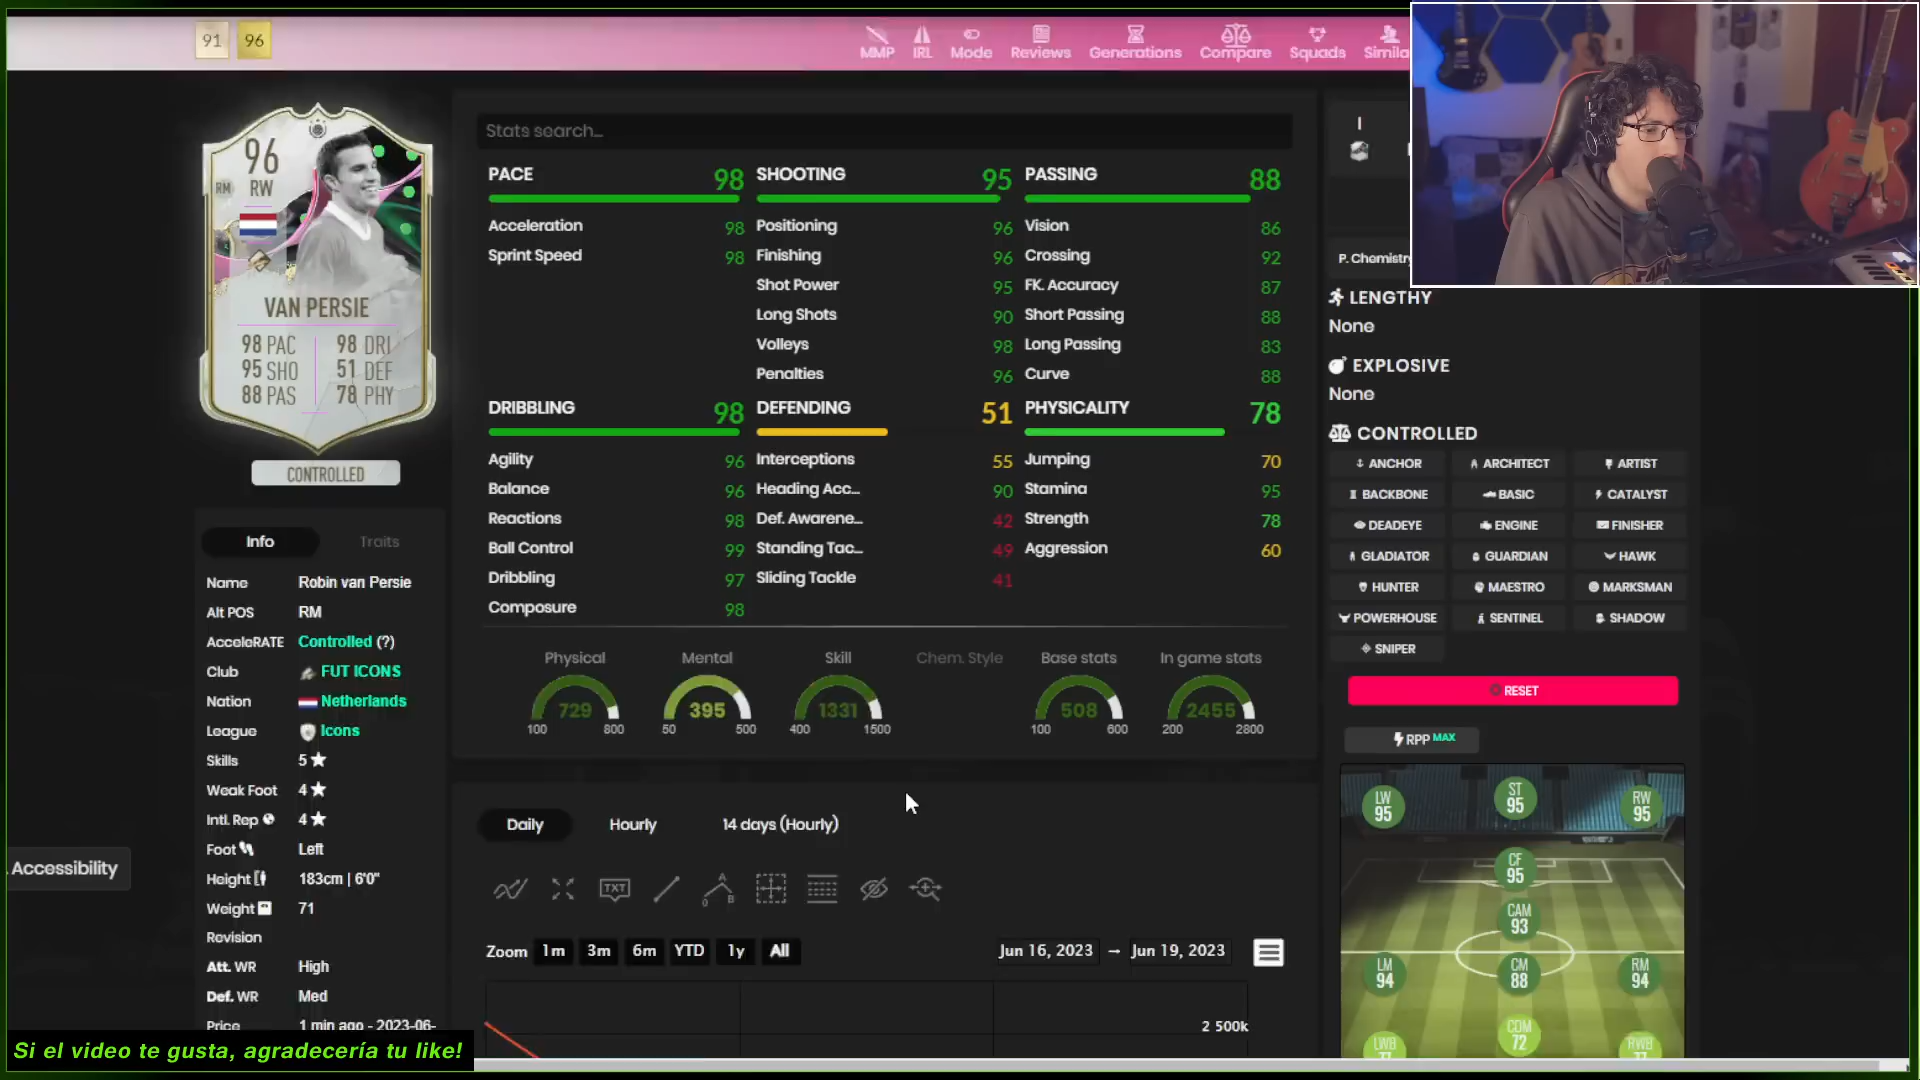 91 96
MMP IRL Mode Reviews Generations Compare Squads Simila
96
RM RW
VAN PERSIE
98 PAC 98 DRI
95 SHO 51 DEF
88 PAS 78 PHY
CONTROLLED
Info Traits
Name Robin van Persie
Alt POS RM
AcceleRATE Controlled (?)
Club FUT ICONS
Nation Netherlands
League Icons
Skills 5
Weak Foot 4
Intl. Rep 4
Foot Left
Height 183cm | 6'0"
Weight 71
Revision
Att. WR High
Def. WR Med
Price 1 min ago - 2023-06-
Accessibility
Si el video te gusta, agradecería tu like!
Stats search...
PACE 98
Acceleration 98
Sprint Speed 98
SHOOTING 95
Positioning 96
Finishing 96
Shot Power 95
Long Shots 90
Volleys 98
Penalties 96
PASSING 88
Vision 86
Crossing 92
FK. Accuracy 87
Short Passing 88
Long Passing 83
Curve 88
DRIBBLING 98
Agility 96
Balance 96
Reactions 98
Ball Control 99
Dribbling 97
Composure 98
DEFENDING 51
Interceptions 55
Heading Acc... 90
Def. Awarene... 42
Standing Tac... 49
Sliding Tackle 41
PHYSICALITY 78
Jumping 70
Stamina 95
Strength 78
Aggression 60
Physical Mental Skill Chem. Style Base stats In game stats
729 395 1331 508 2455
100 800 50 500 400 1500 100 600 200 2800
Daily Hourly 14 days (Hourly)
TXT A 0 B
Zoom 1m 3m 6m YTD 1y All Jun 16, 2023 → Jun 19, 2023
2 500k
P. Chemistry
LENGTHY
None
EXPLOSIVE
None
CONTROLLED
ANCHOR ARCHITECT ARTIST
BACKBONE BASIC CATALYST
DEADEYE ENGINE FINISHER
GLADIATOR GUARDIAN HAWK
HUNTER MAESTRO MARKSMAN
POWERHOUSE SENTINEL SHADOW
SNIPER
RESET
RPP MAX
LW 95 ST 95 RW 95
CF 95
CAM 93
LM 94 CM 88 RM 94
LWB 77 CDM 72 RWB 77